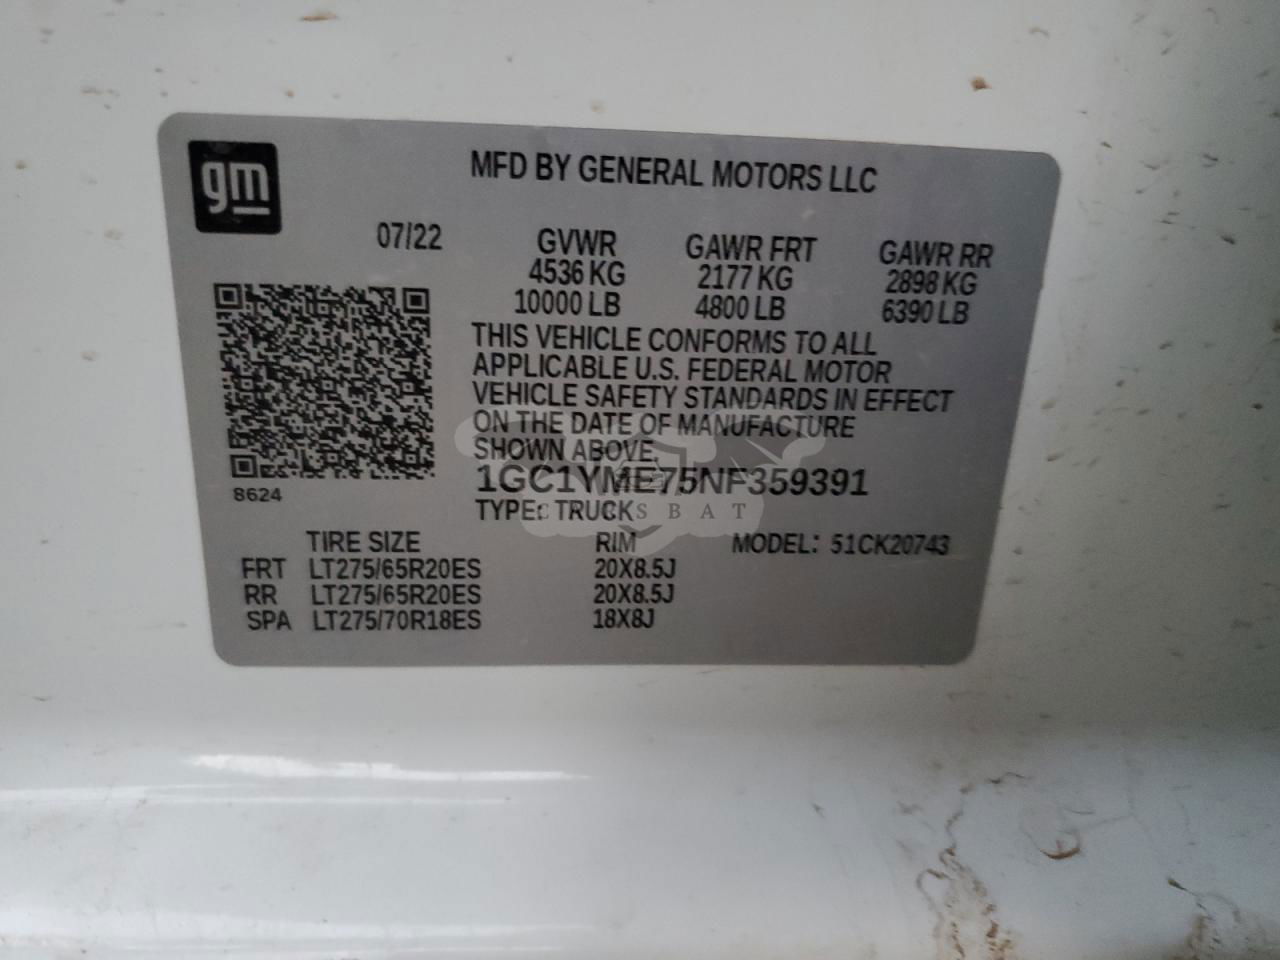 gm
MFD BY GENERAL MOTORS LLC
07/22
GVWR GAWR FRT GAWR RR
4536 KG 2177 KG 2898 KG
10000 LB 4800 LB 6390 LB
THIS VEHICLE CONFORMS TO ALL
APPLICABLE U.S. FEDERAL MOTOR
VEHICLE SAFETY STANDARDS IN EFFECT
ON THE DATE OF MANUFACTURE
SHOWN ABOVE.
8624
1GC1YME75NF359391
TYPE: TRUCK
TIRE SIZE RIM MODEL: 51CK20743
FRT LT275/65R20ES 20X8.5J
RR LT275/65R20ES 20X8.5J
SPA LT275/70R18ES 18X8J